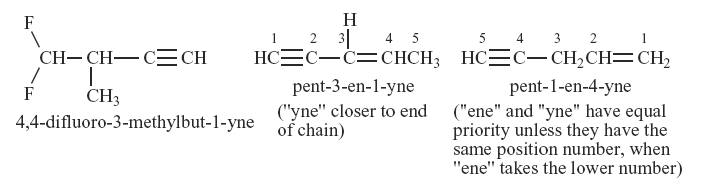 F
CH—CH—C≡CH
F
CH3
4,4-difluoro-3-methylbut-1-yne
H
1 2 3 4 5
HC≡C—C=CHCH3
pent-3-en-1-yne
("yne" closer to end
of chain)
5 4 3 2 1
HC≡C—CH2CH=CH2
pent-1-en-4-yne
("ene" and "yne" have equal
priority unless they have the
same position number, when
"ene" takes the lower number)